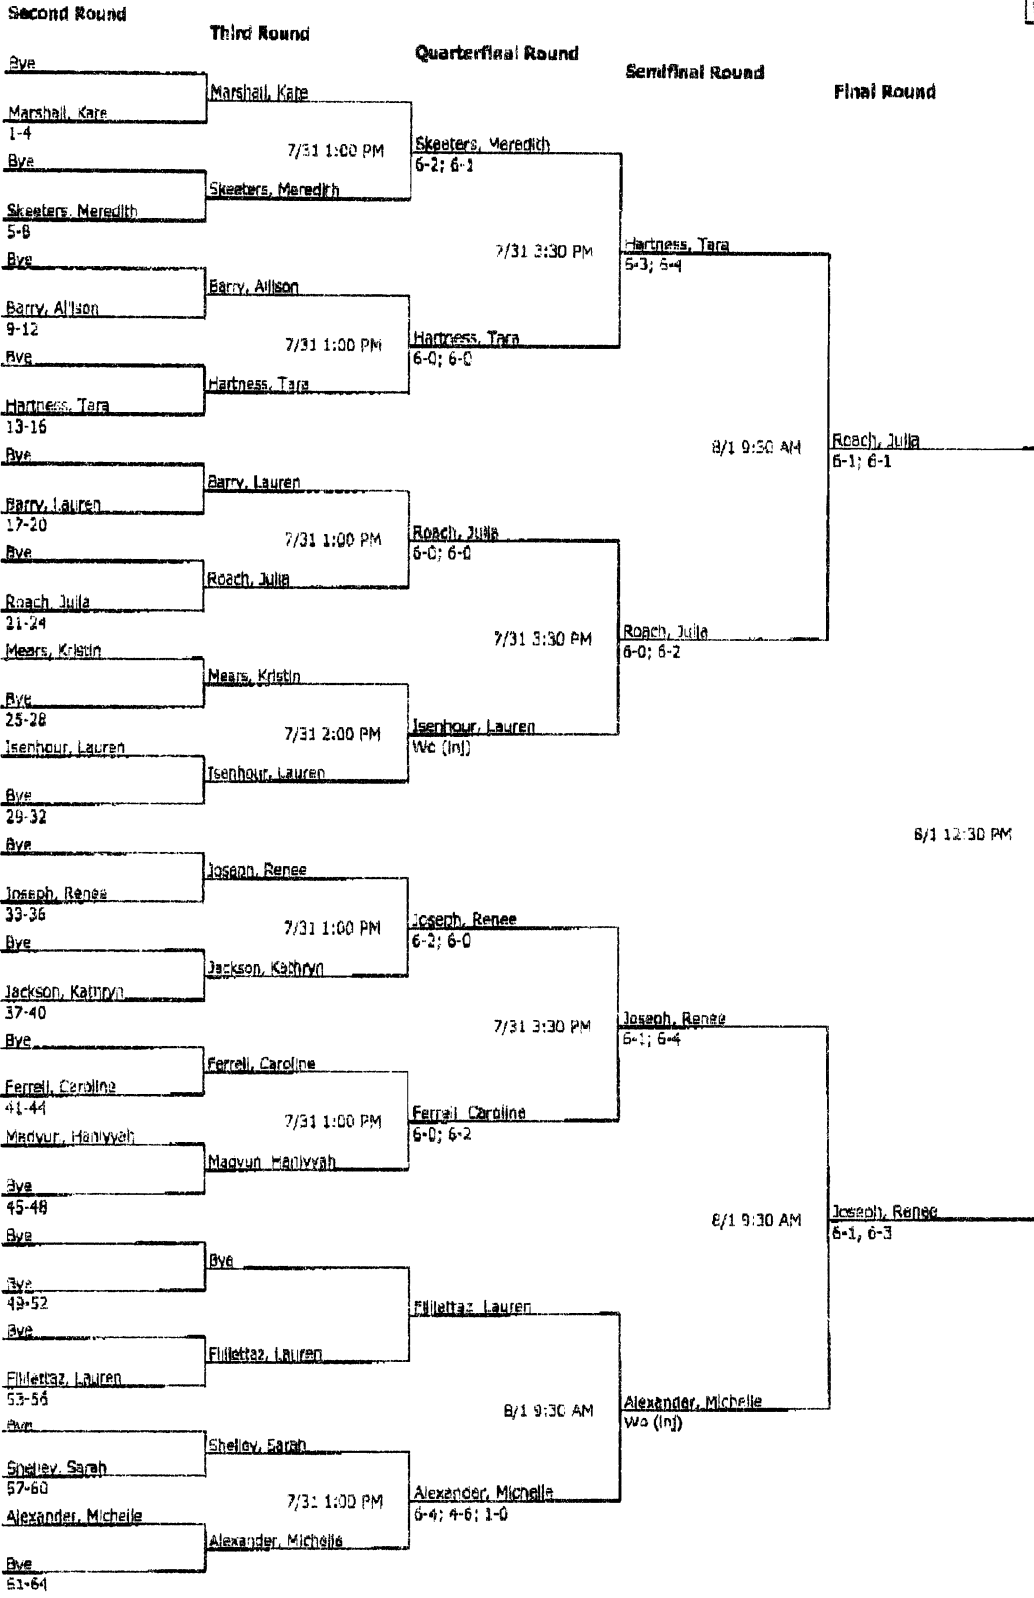 Second Round
Third Round
Quarterfinal Round
Semifinal Round
Final Round
Bye
Marshall, Kate
1-4
Bye
Skeeters, Meredith
5-8
Bye
Barry, Allison
9-12
Bye
Hartness, Tara
13-16
Bye
Barry, Lauren
17-20
Bye
Roach, Julia
21-24
Mears, Kristin
Bye
25-28
Isenhour, Lauren
Bye
29-32
Bye
Joseph, Renee
33-36
Bye
Jackson, Kathryn
37-40
Bye
Ferrell, Caroline
41-44
Madyun, Haniyyah
Bye
45-48
Bye
Bye
49-52
Bye
Fillettaz, Lauren
53-56
Bye
Shelley, Sarah
57-60
Alexander, Michelle
Bye
61-64
Marshall, Kate
7/31 1:00 PM
Skeeters, Meredith
Barry, Allison
7/31 1:00 PM
Hartness, Tara
Barry, Lauren
7/31 1:00 PM
Roach, Julia
Mears, Kristin
7/31 2:00 PM
Isenhour, Lauren
Joseph, Renee
7/31 1:00 PM
Jackson, Kathryn
Ferrell, Caroline
7/31 1:00 PM
Madyun, Haniyyah
Bye
Fillettaz, Lauren
Shelley, Sarah
7/31 1:00 PM
Alexander, Michelle
Skeeters, Meredith
6-2; 6-1
7/31 3:30 PM
Hartness, Tara
6-0; 6-0
Roach, Julia
6-0; 6-0
7/31 3:30 PM
Isenhour, Lauren
Wo (inj)
Joseph, Renee
6-2; 6-0
7/31 3:30 PM
Ferrell, Caroline
6-0; 6-2
Fillettaz, Lauren
8/1 9:30 AM
Alexander, Michelle
6-4; 4-6; 1-0
Hartness, Tara
6-3; 6-4
8/1 9:30 AM
Roach, Julia
6-0; 6-2
Joseph, Renee
6-1; 6-4
8/1 9:30 AM
Alexander, Michelle
Wo (inj)
Roach, Julia
6-1; 6-1
8/1 12:30 PM
Joseph, Renee
6-1, 6-3